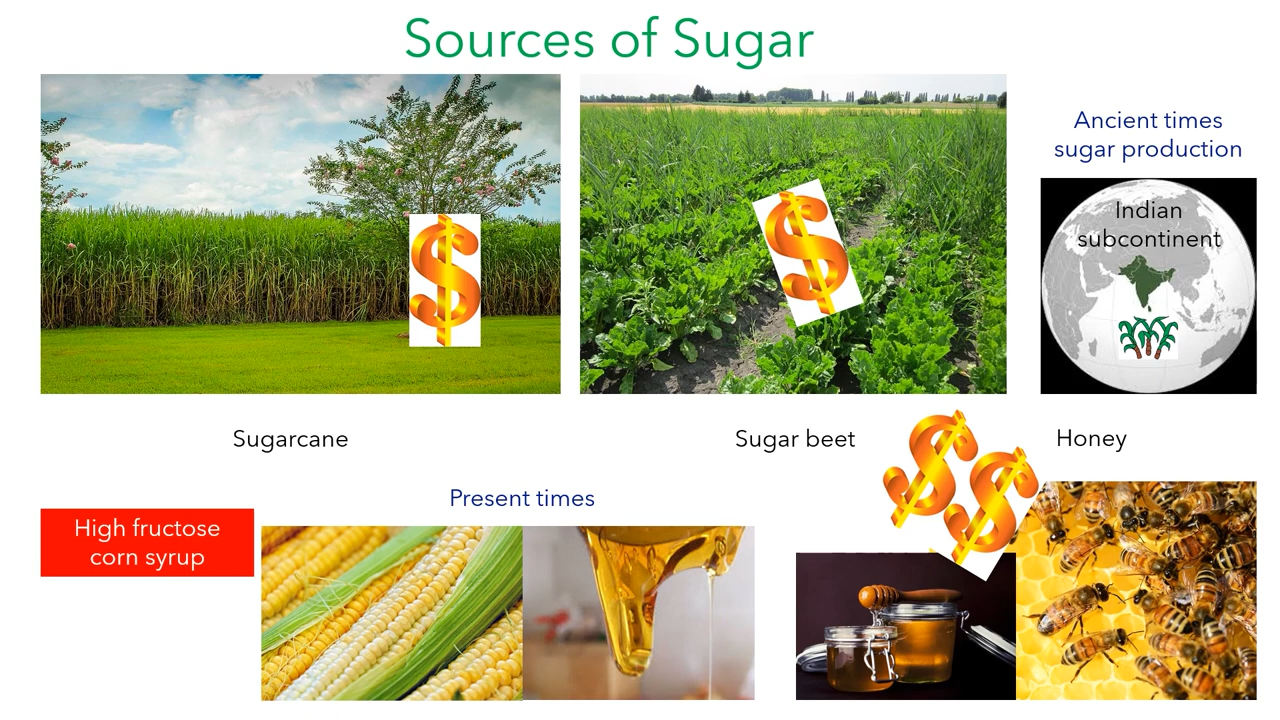 Sources of Sugar
Ancient times
sugar production
Indian
subcontinent
Sugarcane
Sugar beet
Honey
Present times
High fructose
corn syrup